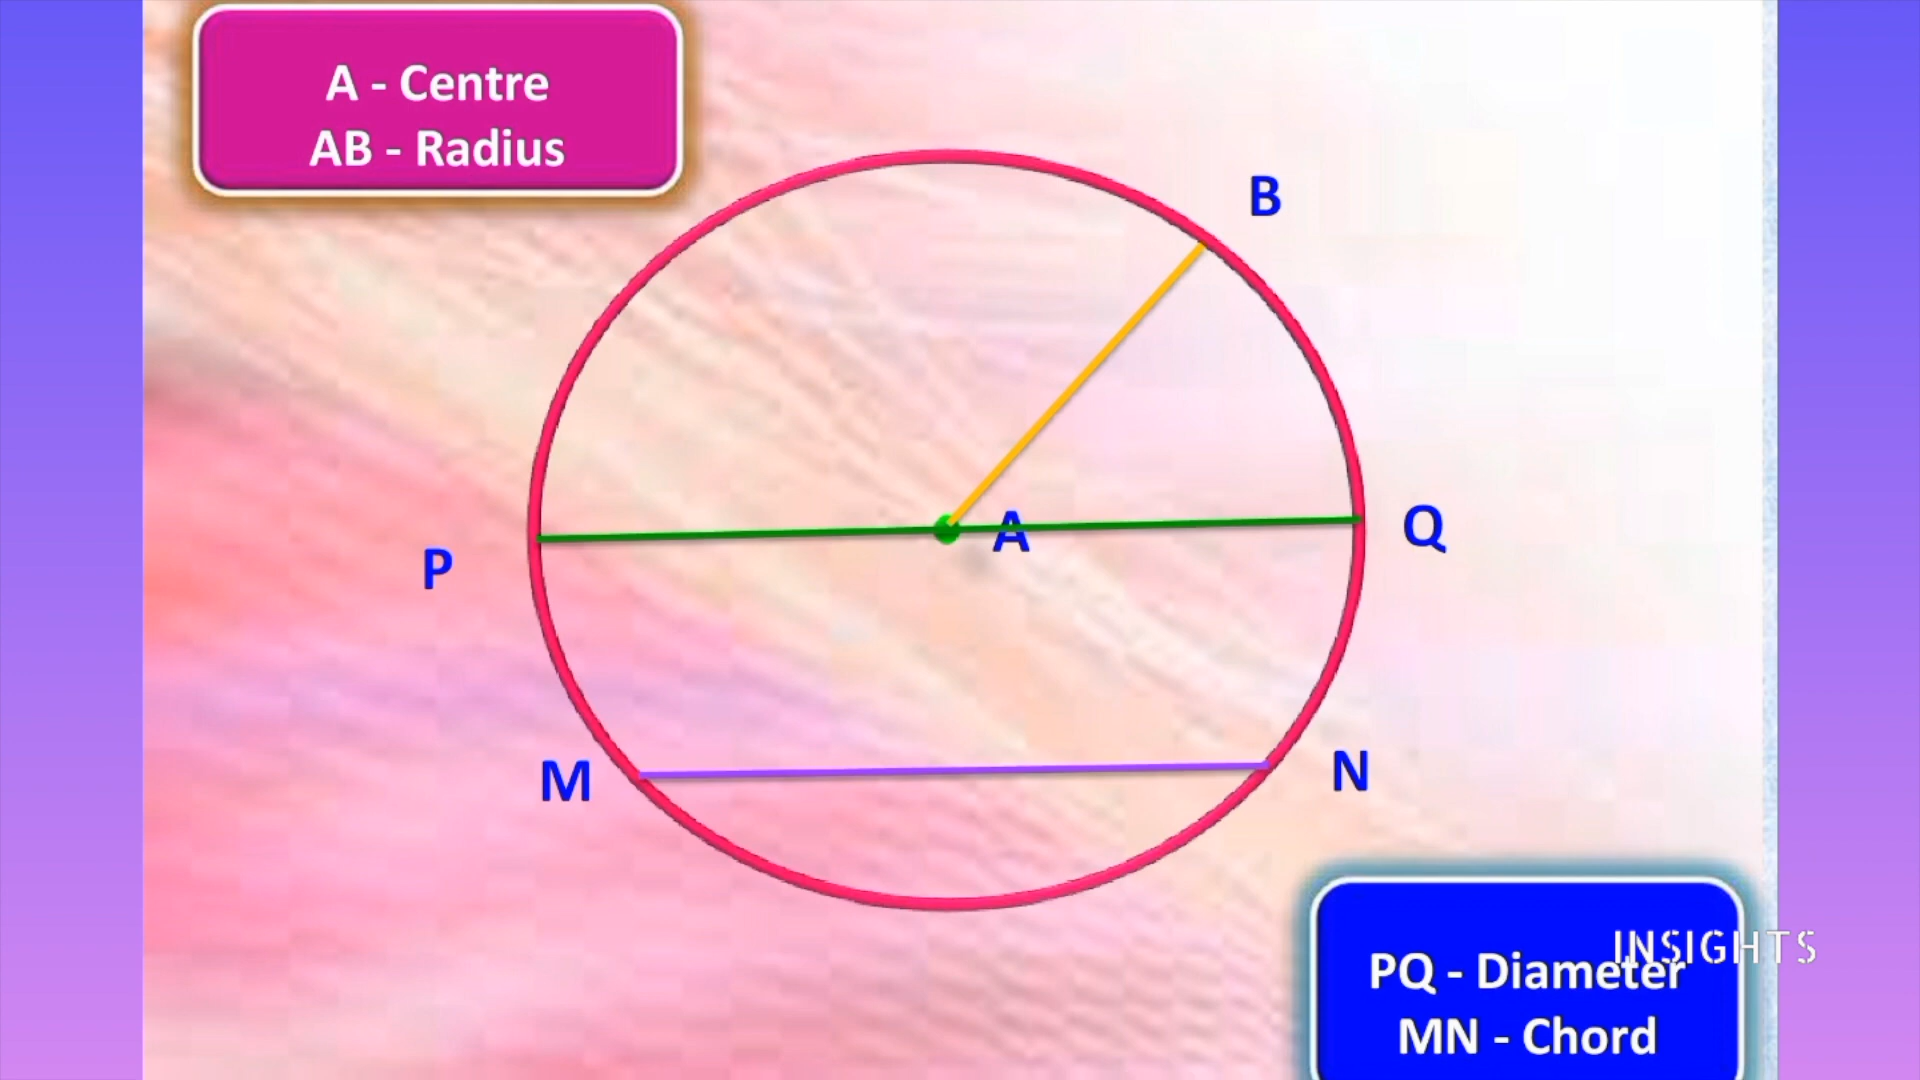 A - Centre
AB - Radius
B
A
Q
P
M
N
INSIGHTS
PQ - Diameter
MN - Chord